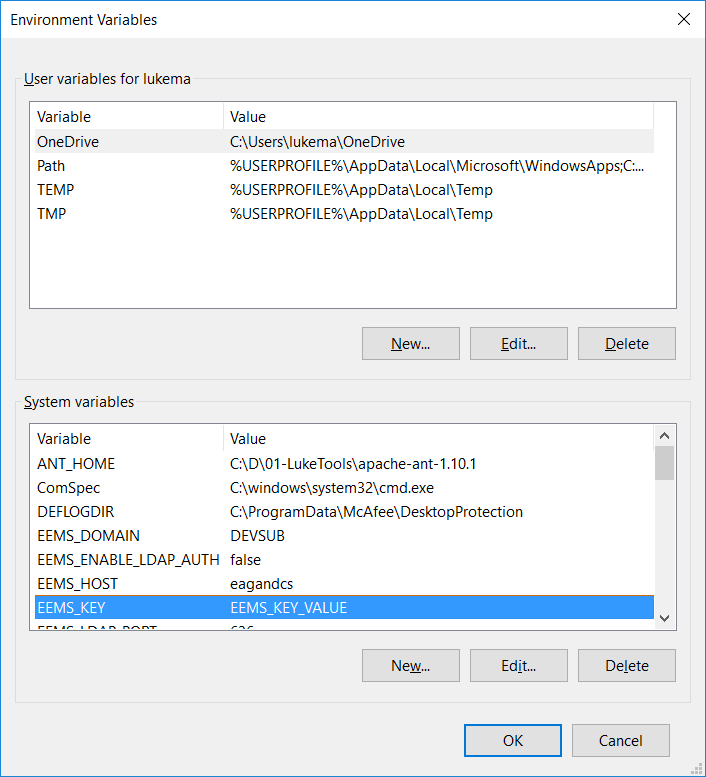 Environment Variables
User variables for lukema
Variable Value
OneDrive C:\Users\lukema\OneDrive
Path %USERPROFILE%\AppData\Local\Microsoft\WindowsApps;C:...
TEMP %USERPROFILE%\AppData\Local\Temp
TMP %USERPROFILE%\AppData\Local\Temp
New... Edit... Delete
System variables
Variable Value
ANT_HOME C:\D\01-LukeTools\apache-ant-1.10.1
ComSpec C:\windows\system32\cmd.exe
DEFLOGDIR C:\ProgramData\McAfee\DesktopProtection
EEMS_DOMAIN DEVSUB
EEMS_ENABLE_LDAP_AUTH false
EEMS_HOST eagandcs
EEMS_KEY EEMS_KEY_VALUE
EEMS_LDAP_PORT
New... Edit... Delete
OK Cancel